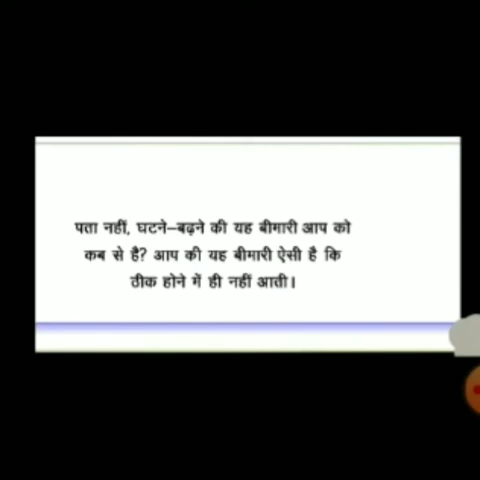 पता नहीं, घटने–बढ़ने की यह बीमारी आप को
कब से है? आप की यह बीमारी ऐसी है कि
ठीक होने में ही नहीं आती।